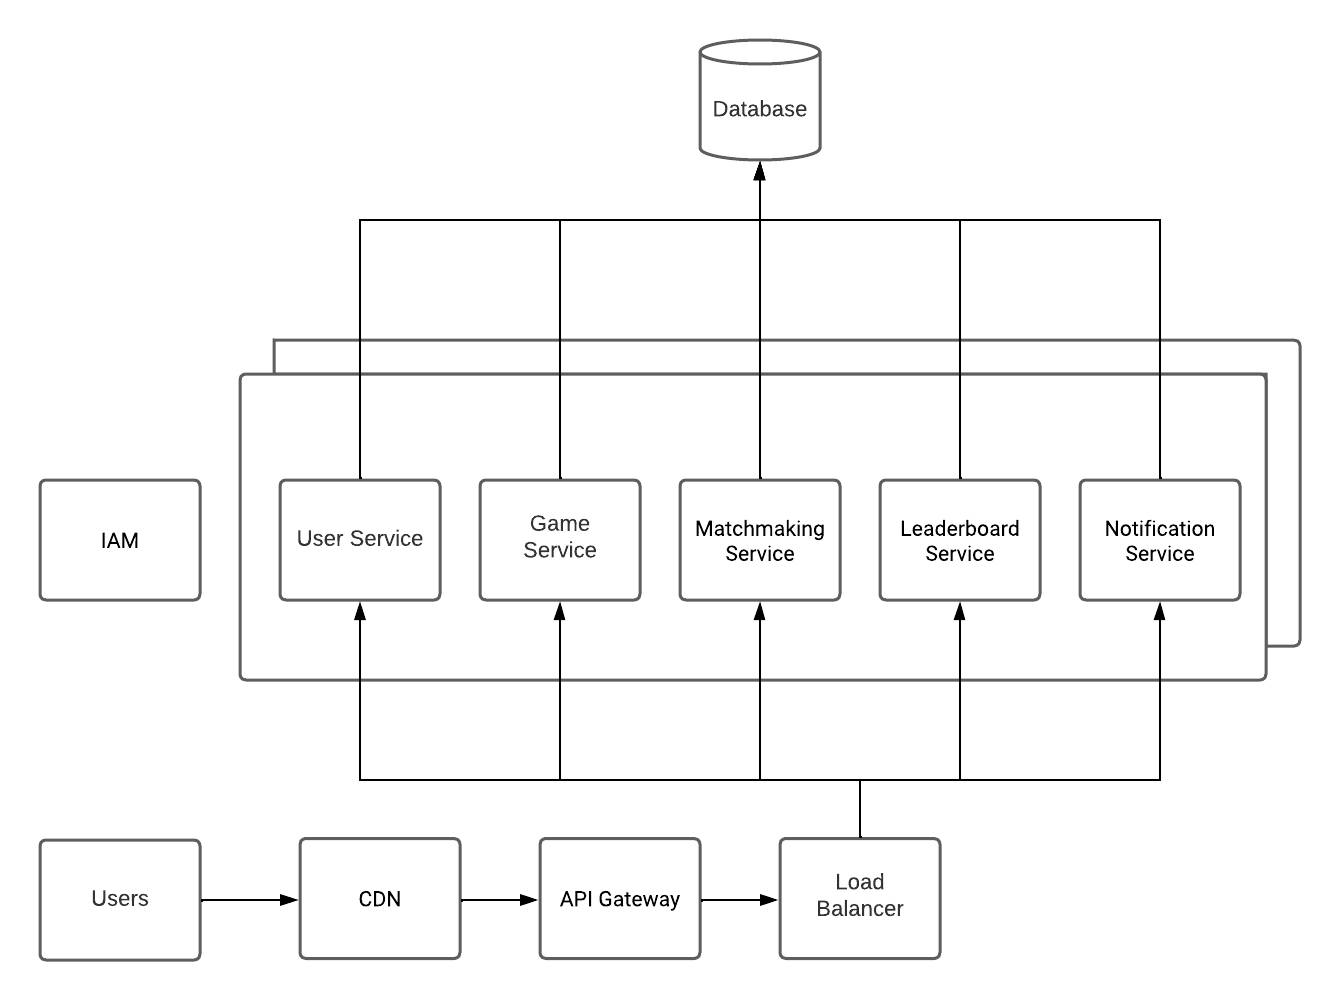 Database
IAM
User Service
Game
Service
Matchmaking
Service
Leaderboard
Service
Notification
Service
Users
CDN
API Gateway
Load
Balancer